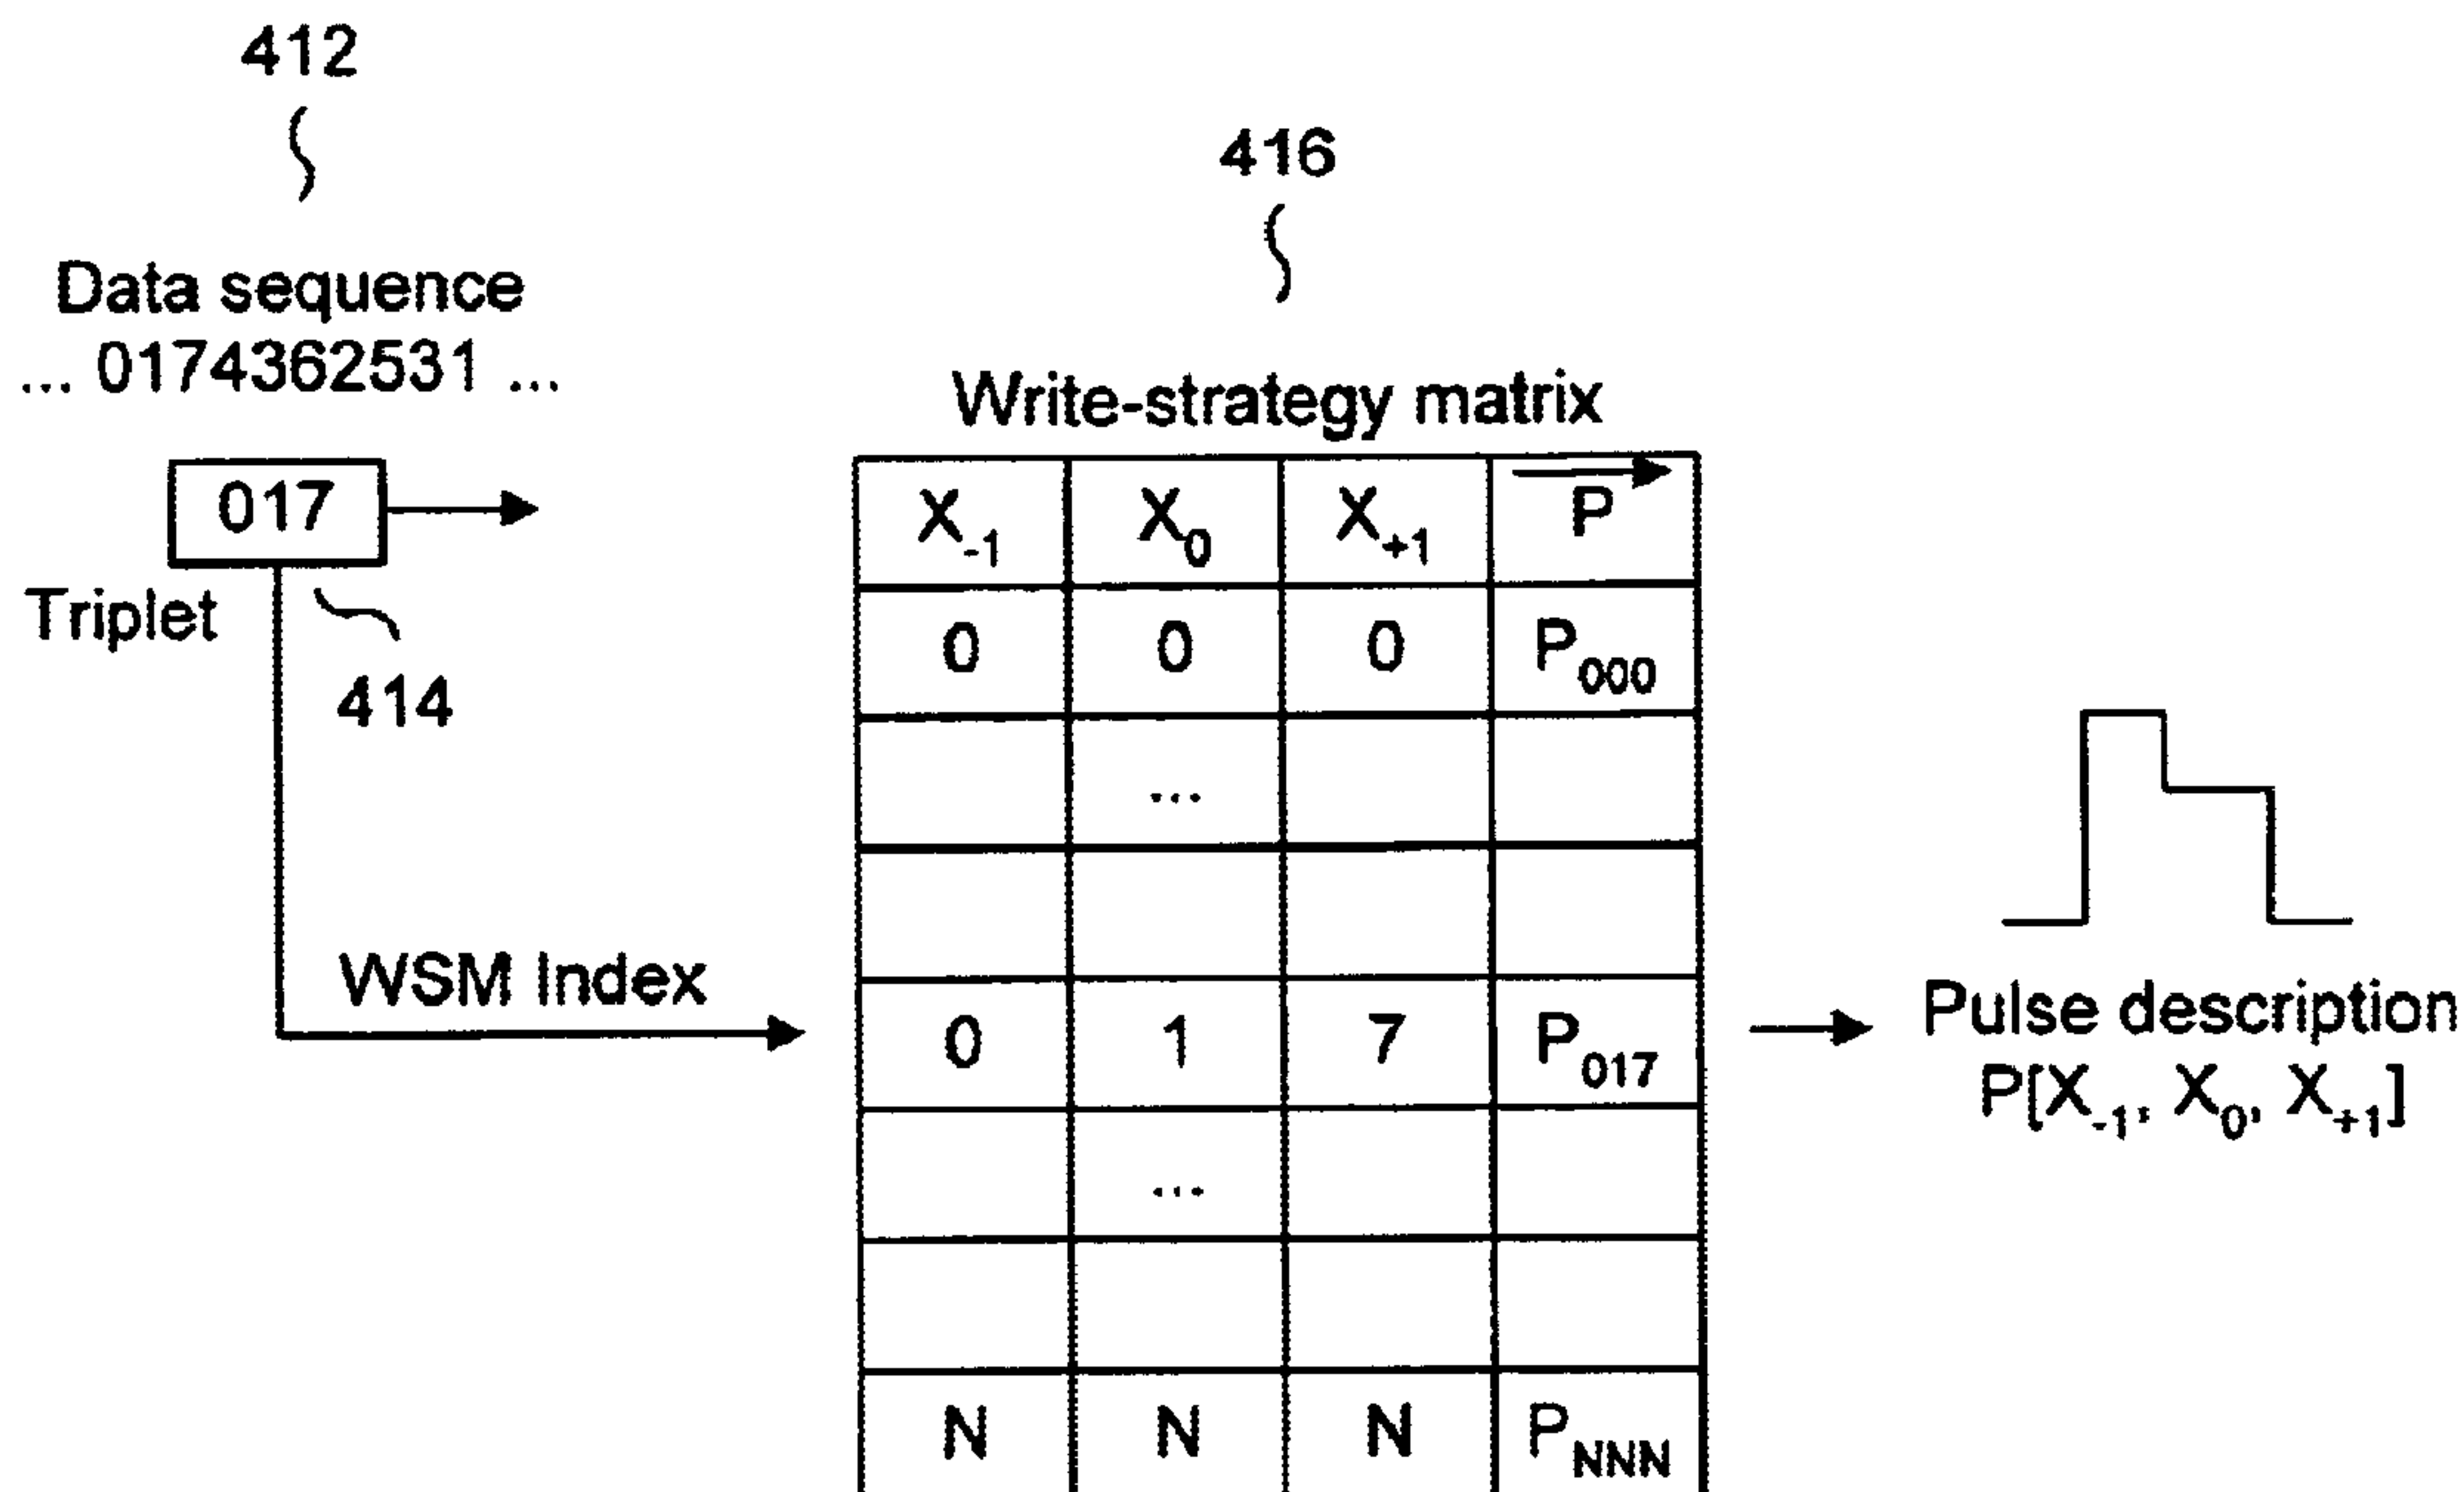 412
416
Data sequence
... 0174362531 ...
Write-strategy matrix
017
Triplet
414
WSM Index
X-1 X0 X+1 P
0 0 0 P000
...
0 1 7 P017
...
N N N PNNN
Pulse description
P[X-1, X0, X+1]